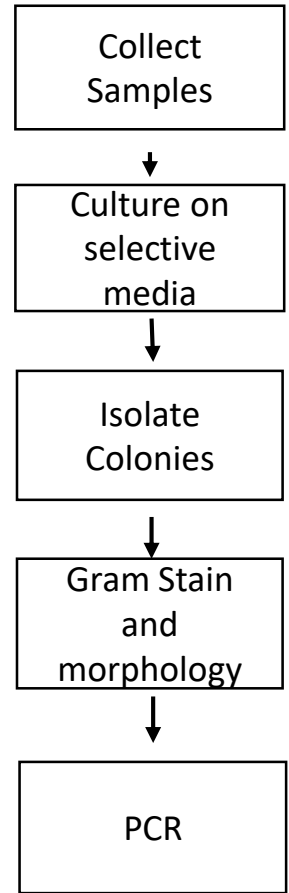 Collect
Samples
Culture on
selective
media
Isolate
Colonies
Gram Stain
and
morphology
PCR